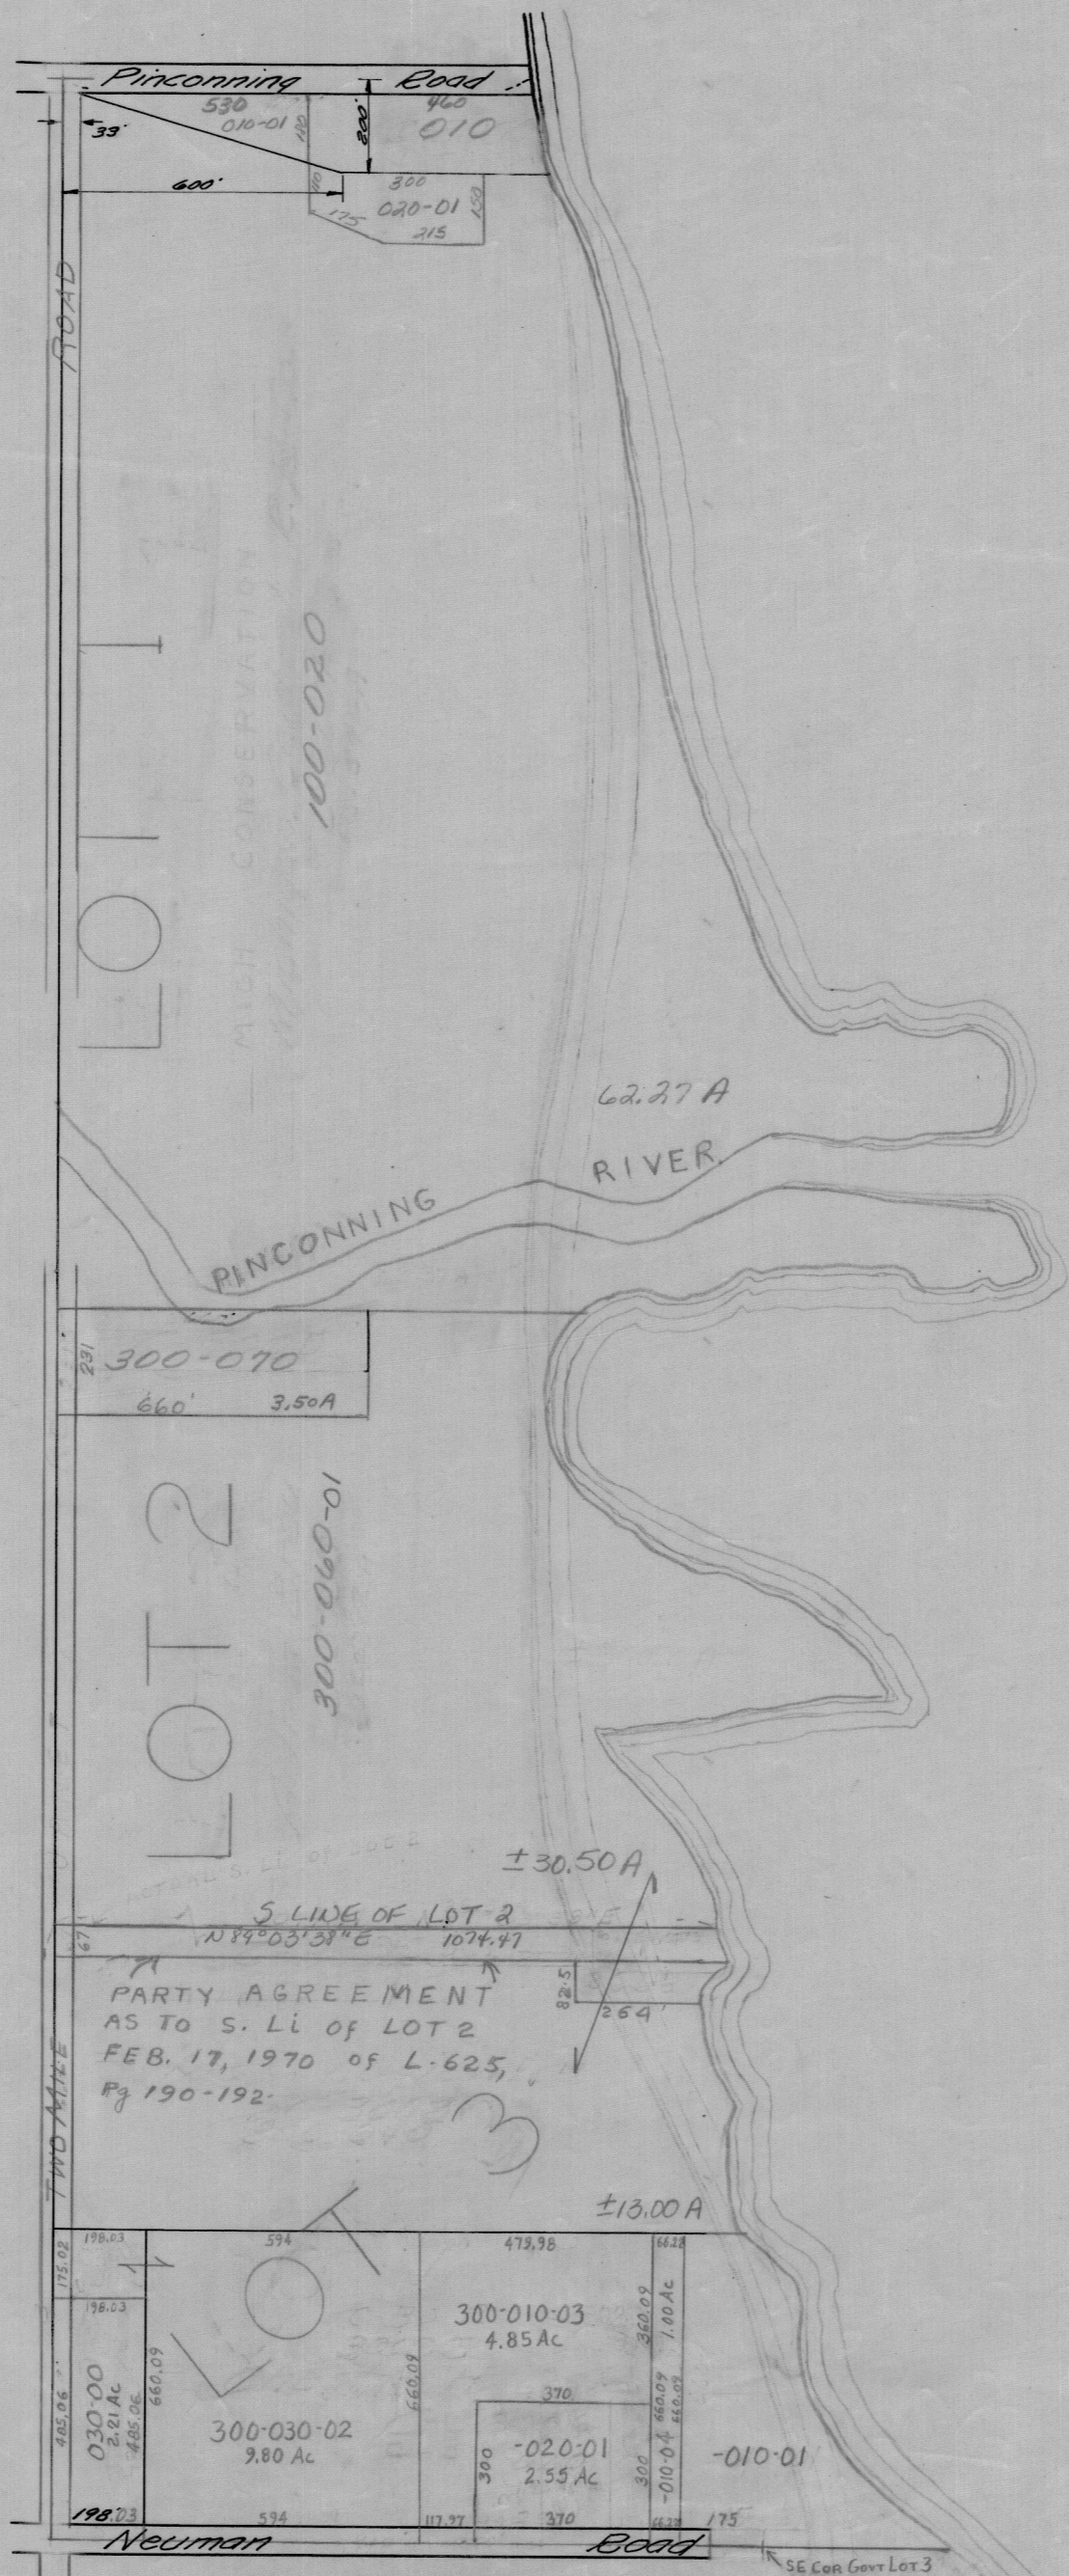 Pinconning Road
530
460
010-01
180
200'
010
33'
600'
110
300
020-01
150
175
215
ROAD
LOT 1
MICH CONSERVATION
100-020
62.27 A
PINCONNING RIVER
231
300-070
660' 3.50A
LOT 2
300-060-01
±30.50 A
S LINE OF LOT 2
67
N 89°03'38" E 1074.47
PARTY AGREEMENT
AS TO S. Li Of LOT 2
FEB. 17, 1970 of L-625,
Pg 190-192
82.5
264'
TWO MILE
LOT 3
±13.00 A
198.03
594
479.98
66.28
175.02
198.03
300-010-03
4.85 Ac
360.09
1.00 Ac
660.09
660.09
370
660.09
660.09
485.06
030-00
2.21 Ac
485.06
300-030-02
9.80 Ac
300
-020-01
2.55 Ac
300
-010-04
-010-01
198.03
594
117.97
370
66.28
175
Neuman Road
SE COR GOVT LOT 3